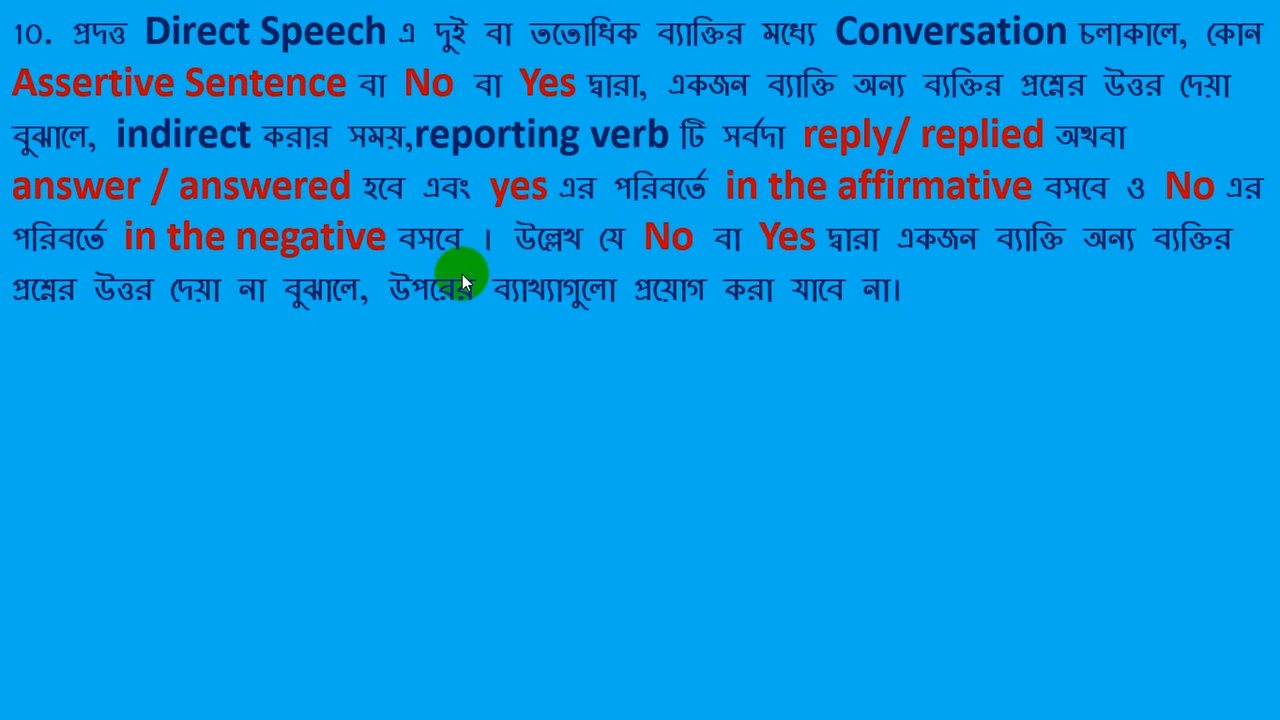 10. প্রদত্ত Direct Speech এ দুই বা ততোধিক ব্যাক্তির মধ্যে Conversation চলাকালে, কোন
Assertive Sentence বা No বা Yes দ্বারা, একজন ব্যাক্তি অন্য ব্যক্তির প্রশ্নের উত্তর দেয়া
বুঝালে, indirect করার সময়,reporting verb টি সর্বদা reply/ replied অথবা
answer / answered হবে এবং yes এর পরিবর্তে in the affirmative বসবে ও No এর
পরিবর্তে in the negative বসবে । উল্লেখ যে No বা Yes দ্বারা একজন ব্যাক্তি অন্য ব্যক্তির
প্রশ্নের উত্তর দেয়া না বুঝালে, উপরের ব্যাখ্যাগুলো প্রয়োগ করা যাবে না।